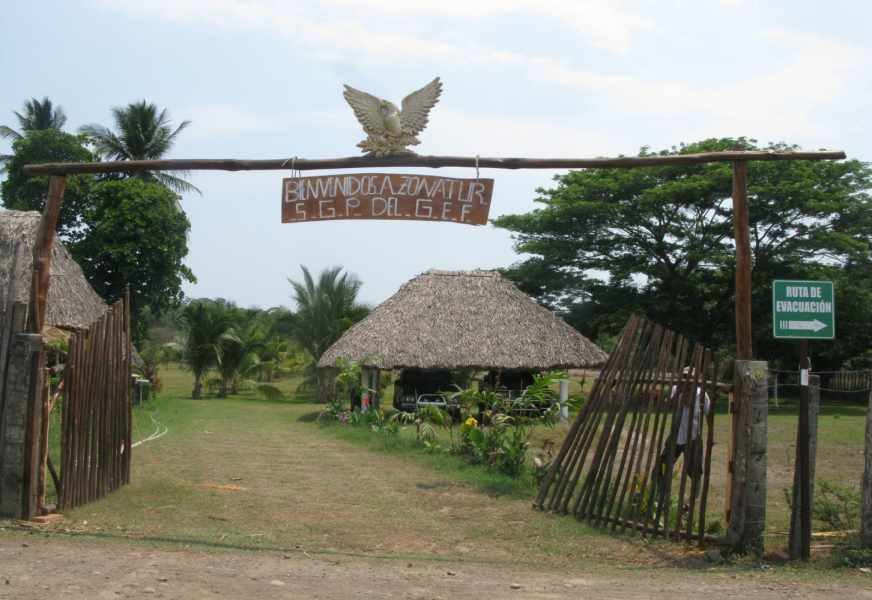 BIENVENIDOS.A ZONATUR
S. G. P. DEL G. E. F.
RUTA DE
EVACUACIÓN